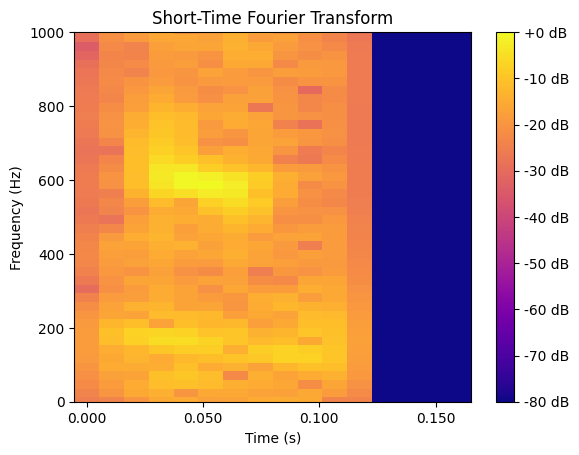 Short-Time Fourier Transform
1000
800
600
400
200
0
Frequency (Hz)
0.000
0.050
0.100
0.150
Time (s)
+0 dB
-10 dB
-20 dB
-30 dB
-40 dB
-50 dB
-60 dB
-70 dB
-80 dB